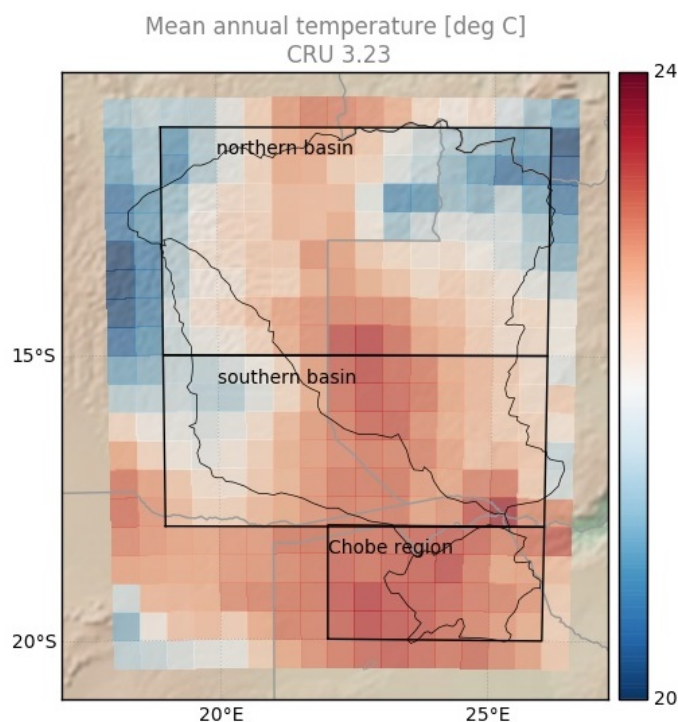 Mean annual temperature [deg C]
CRU 3.23
24
northern basin
15°S
southern basin
Chobe region
20°S
20
20°E
25°E